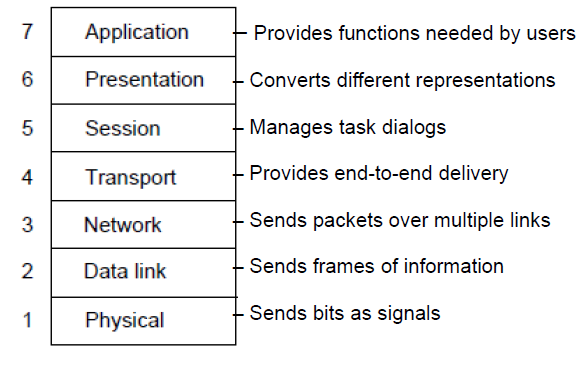 7 Application – Provides functions needed by users
6 Presentation – Converts different representations
5 Session – Manages task dialogs
4 Transport – Provides end-to-end delivery
3 Network – Sends packets over multiple links
2 Data link – Sends frames of information
1 Physical – Sends bits as signals